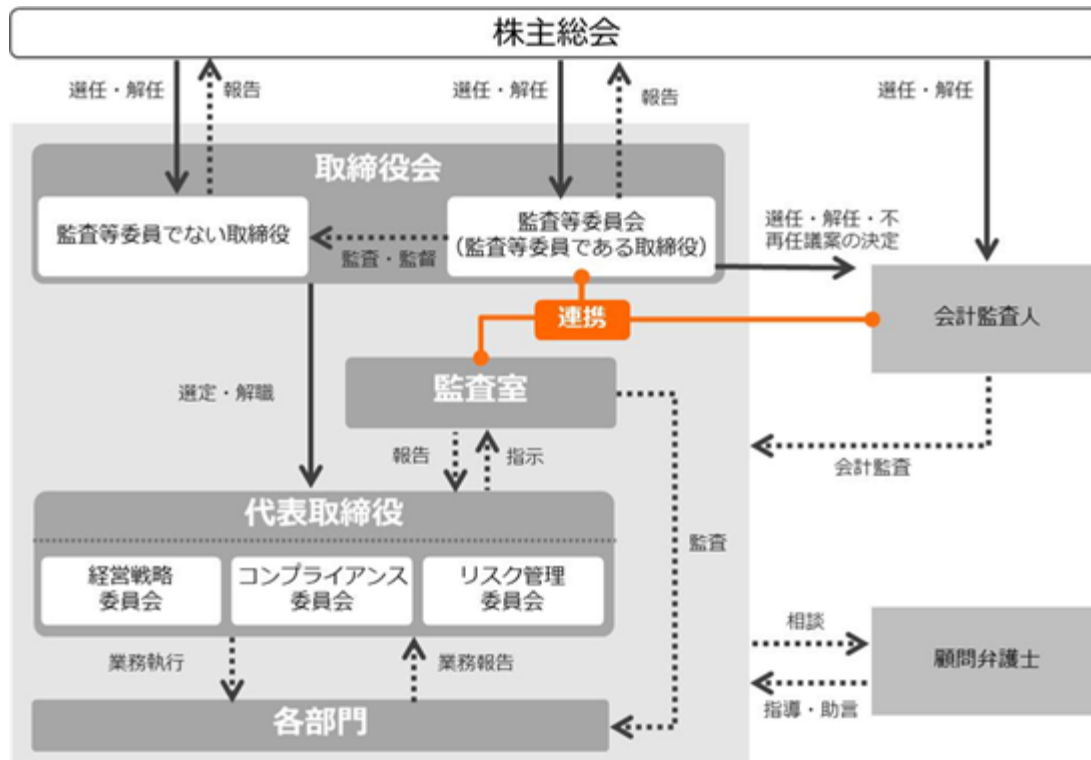 株主総会
選任・解任
報告
選任・解任
報告
選任・解任
取締役会
監査等委員でない取締役
監査等委員会
（監査等委員である取締役）
監査・監督
選任・解任・不
再任議案の決定
連携
会計監査人
監査室
選定・解職
報告
指示
会計監査
代表取締役
監査
経営戦略
委員会
コンプライアンス
委員会
リスク管理
委員会
相談
業務執行
業務報告
顧問弁護士
指導・助言
各部門